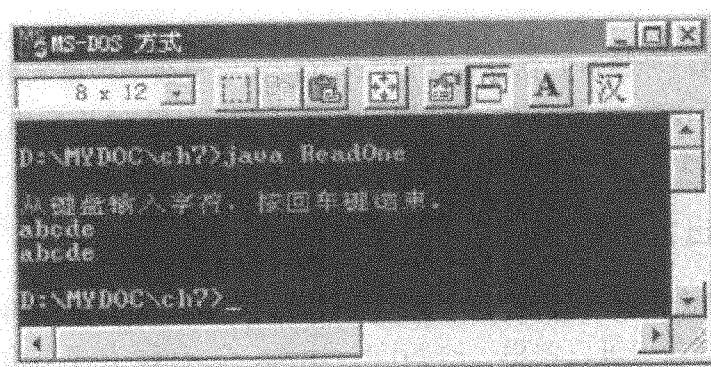 MS-DOS 方式
8 x 12
A 汉
D:\MYDOC\ch7>java ReadOne
从键盘输入字符，按回车键结束。
abcde
abcde
D:\MYDOC\ch7>_